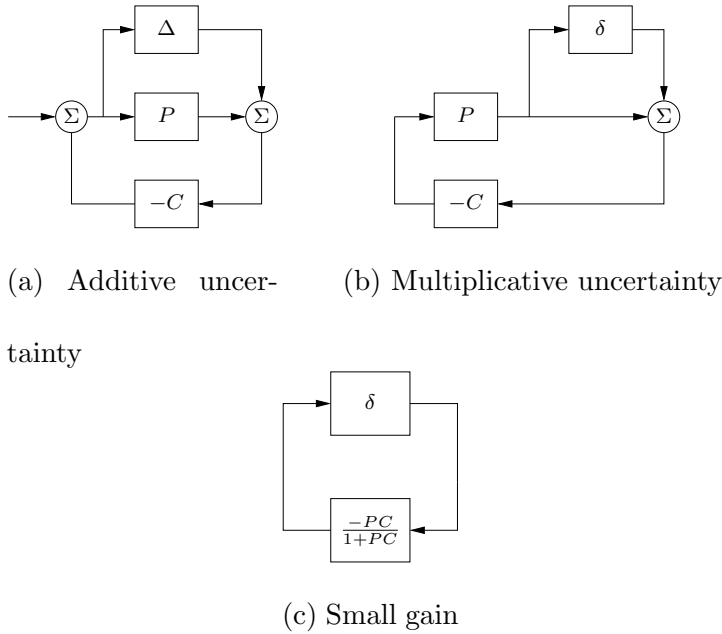 Δ
δ
Σ P Σ
P Σ
−C
−C
(a) Additive uncer-
tainty
(b) Multiplicative uncertainty
δ
−PC
1+PC
(c) Small gain